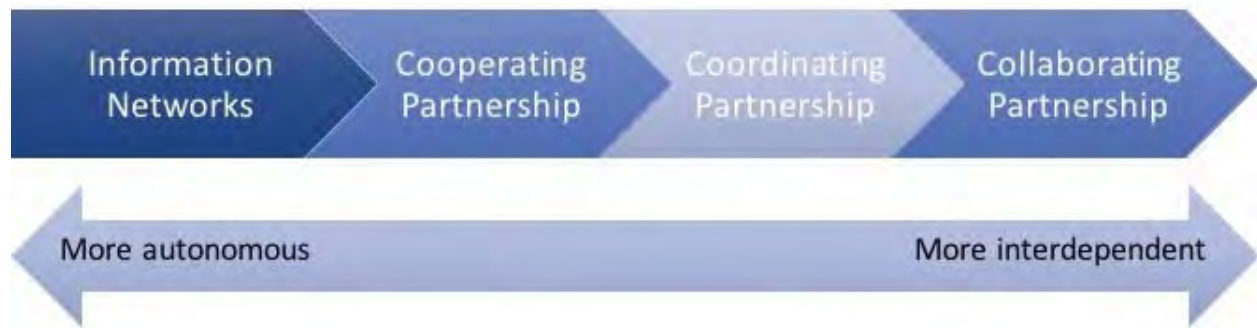 Information
Networks
Cooperating
Partnership
Coordinating
Partnership
Collaborating
Partnership
More autonomous
More interdependent